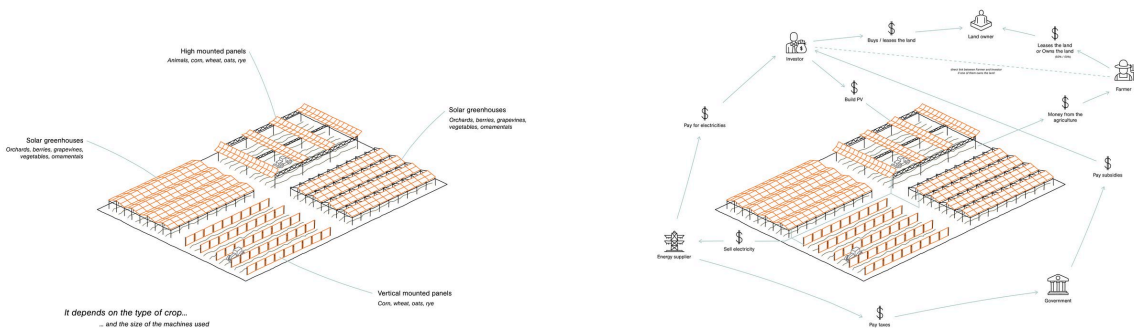 High mounted panels
Animals, corn, wheat, oats, rye
Solar greenhouses
Orchards, berries, grapevines,
vegetables, ornamentals
Solar greenhouses
Orchards, berries, grapevines,
vegetables, ornamentals
Vertical mounted panels
Corn, wheat, oats, rye
It depends on the type of crop...
... and the size of the machines used
Investor
Buys / leases the land
Land owner
Leases the land
or Owns the land
Farmer
Build PV
Money from the
agriculture
Pay for electricities
Pay subsidies
Sell electricity
Energy supplier
Government
Pay taxes